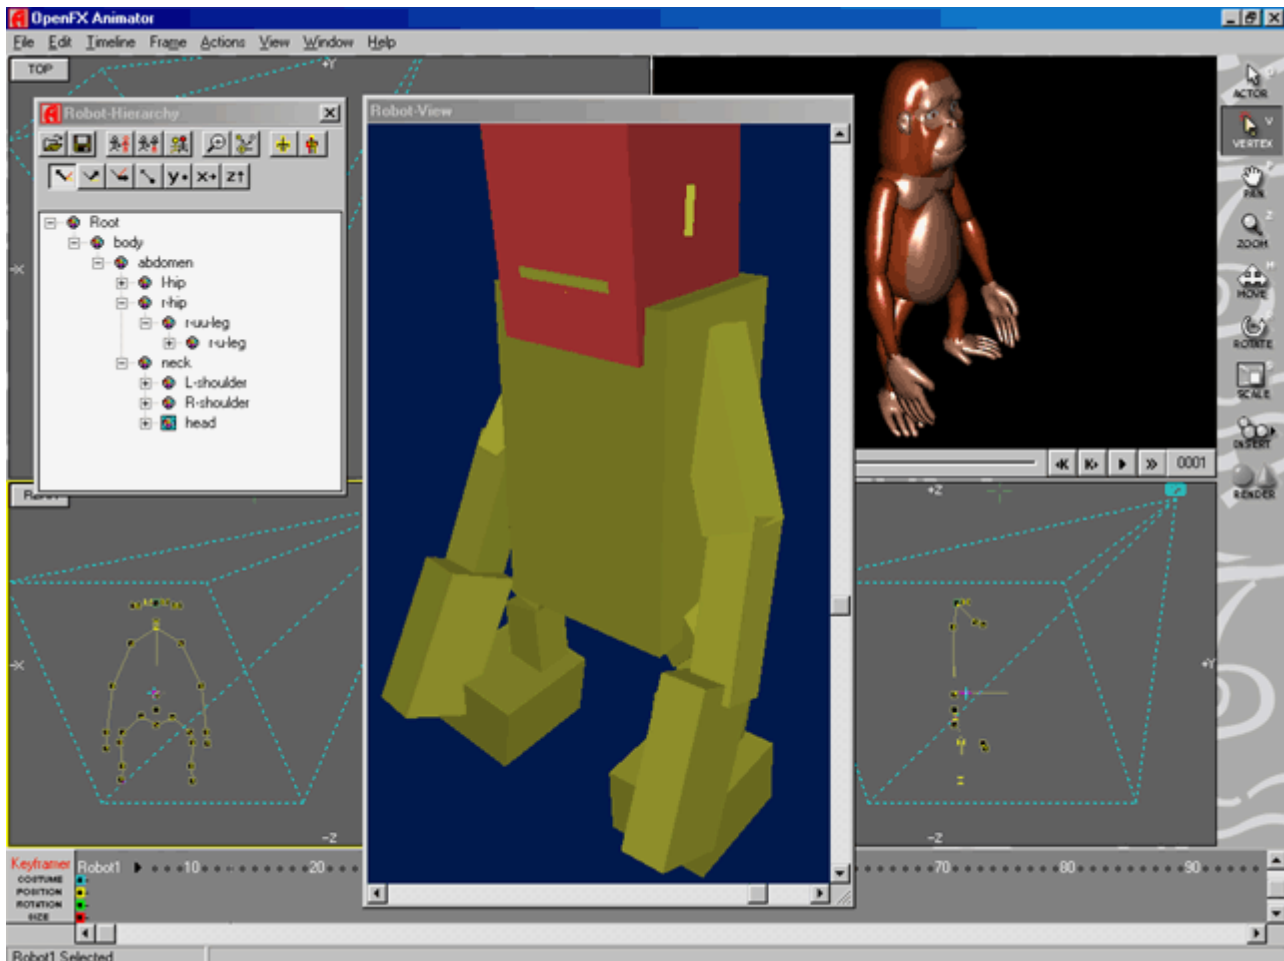 OpenFX Animator
File Edit Timeline Frame Actions View Window Help
TOP
+Y
Robot-Hierarchy
Robot-View
ACTOR
VERTEX V
PAN
ZOOM Z
MOVE M
ROTATE
SCALE
INSERT
RENDER
y x z
Root
body
abdomen
l-hip
r-hip
r-uu-leg
r-u-leg
neck
L-shoulder
R-shoulder
head
-X
K K 0001
+Z
-X
+Y
-Z
-Z
Keyframer Robot1 10 20 70 80 90
COSTUME
POSITION
ROTATION
SIZE
Robot1 Selected